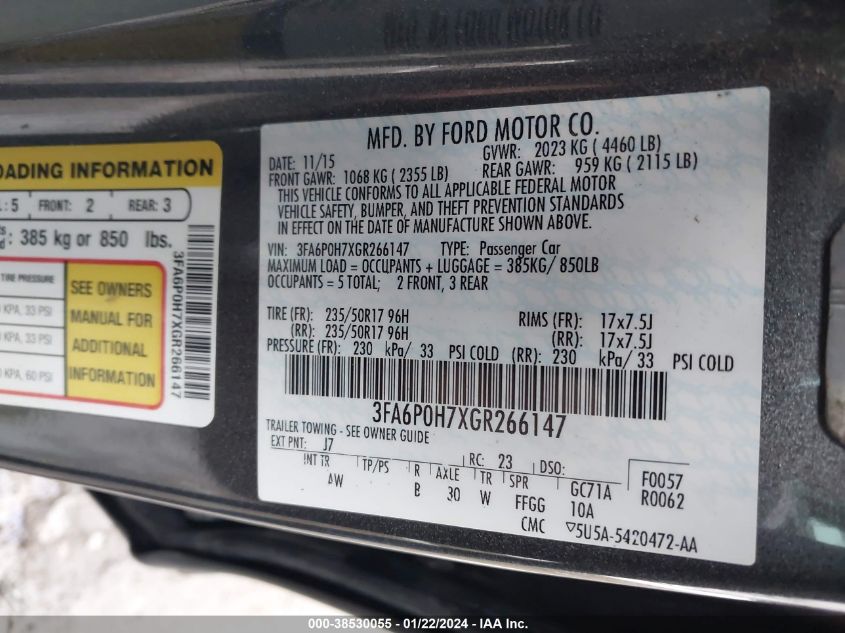 MFD. BY FORD MOTOR CO.
DATE: 11/15 GVWR: 2023 KG ( 4460 LB)
FRONT GAWR: 1068 KG ( 2355 LB) REAR GAWR: 959 KG ( 2115 LB)
THIS VEHICLE CONFORMS TO ALL APPLICABLE FEDERAL MOTOR
VEHICLE SAFETY, BUMPER, AND THEFT PREVENTION STANDARDS
IN EFFECT ON THE DATE OF MANUFACTURE SHOWN ABOVE.
VIN: 3FA6P0H7XGR266147 TYPE: Passenger Car
MAXIMUM LOAD = OCCUPANTS + LUGGAGE = 385KG/ 850LB
OCCUPANTS = 5 TOTAL; 2 FRONT, 3 REAR
TIRE (FR): 235/50R17 96H RIMS (FR): 17x7.5J
(RR): 235/50R17 96H (RR): 17x7.5J
PRESSURE (FR): 230 kPa/ 33 PSI COLD (RR): 230 kPa/ 33 PSI COLD
3FA6P0H7XGR266147
TRAILER TOWING - SEE OWNER GUIDE
EXT PNT: J7 RC: 23 DSO: F0057
R0062
INT TR TP/PS R AXLE TR SPR GC71A
AW B 30 W FFGG 10A
CMC 5U5A-5420472-AA
OADING INFORMATION
: 5 FRONT: 2 REAR: 3
: 385 kg or 850 lbs.
TIRE PRESSURE
KPA, 33 PSI
KPA, 33 PSI
KPA, 60 PSI
SEE OWNERS
MANUAL FOR
ADDITIONAL
INFORMATION
3FA6P0H7XGR266147
000-38530055 - 01/22/2024 - IAA Inc.